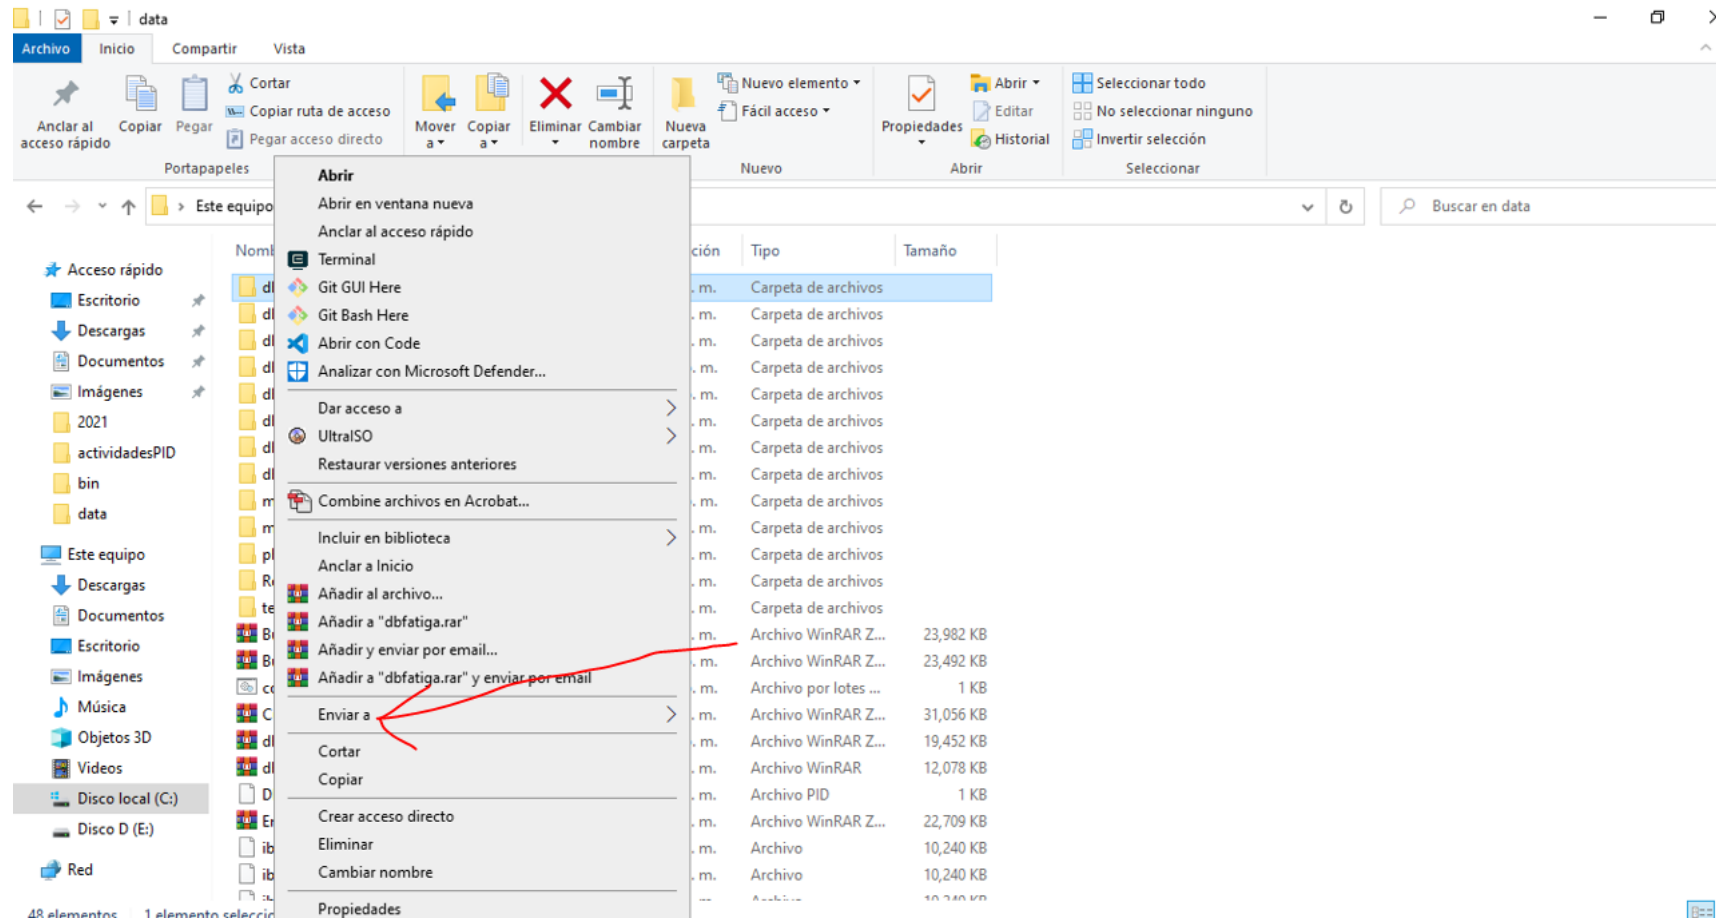 data
Archivo Inicio Compartir Vista
Anclar al acceso rápido
Copiar
Pegar
Cortar
Copiar ruta de acceso
Pegar acceso directo
Portapapeles
Mover a
Copiar a
Eliminar
Cambiar nombre
Nueva carpeta
Nuevo elemento
Fácil acceso
Nuevo
Propiedades
Abrir
Editar
Historial
Abrir
Seleccionar todo
No seleccionar ninguno
Invertir selección
Seleccionar
Este equipo
Buscar en data
Acceso rápido
Escritorio
Descargas
Documentos
Imágenes
2021
actividadesPID
bin
data
Este equipo
Descargas
Documentos
Escritorio
Imágenes
Música
Objetos 3D
Videos
Disco local (C:)
Disco D (E:)
Red
Abrir
Abrir en ventana nueva
Anclar al acceso rápido
Terminal
Git GUI Here
Git Bash Here
Abrir con Code
Analizar con Microsoft Defender...
Dar acceso a
UltraISO
Restaurar versiones anteriores
Combine archivos en Acrobat...
Incluir en biblioteca
Anclar a Inicio
Añadir al archivo...
Añadir a "dbfatiga.rar"
Añadir y enviar por email...
Añadir a "dbfatiga.rar" y enviar por email
Enviar a
Cortar
Copiar
Crear acceso directo
Eliminar
Cambiar nombre
Propiedades
Tipo Tamaño
. m. Carpeta de archivos
. m. Carpeta de archivos
. m. Carpeta de archivos
. m. Carpeta de archivos
. m. Carpeta de archivos
. m. Carpeta de archivos
. m. Carpeta de archivos
. m. Carpeta de archivos
. m. Carpeta de archivos
. m. Carpeta de archivos
. m. Carpeta de archivos
. m. Carpeta de archivos
. m. Carpeta de archivos
. m. Archivo WinRAR Z... 23,982 KB
. m. Archivo WinRAR Z... 23,492 KB
. m. Archivo por lotes ... 1 KB
. m. Archivo WinRAR Z... 31,056 KB
. m. Archivo WinRAR Z... 19,452 KB
. m. Archivo WinRAR 12,078 KB
. m. Archivo PID 1 KB
. m. Archivo WinRAR Z... 22,709 KB
. m. Archivo 10,240 KB
. m. Archivo 10,240 KB
48 elementos 1 elemento